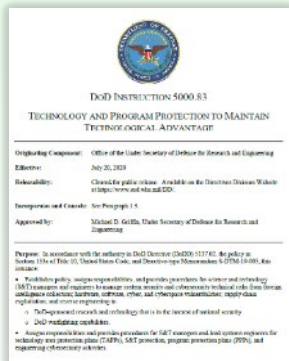 DOD INSTRUCTION 5000.83
TECHNOLOGY AND PROGRAM PROTECTION TO MAINTAIN
TECHNOLOGICAL ADVANTAGE
Originating Component: Office of the Under Secretary of Defense for Research and Engineering
Effective: July 20, 2020
Releasability: Cleared for public release. Available on the Directives Division Website
at https://www.esd.whs.mil/DD/.
Incorporates and Cancels: See Paragraph 1.3.
Approved by: Michael D. Griffin, Under Secretary of Defense for Research and
Engineering
Purpose: In accordance with the authority in DoD Directive (DoDD) 5137.02, the policy in
Section 133a of Title 10, United States Code, and Directive-type Memorandum S-DTM-19-005, this
issuance:
• Establishes policy, assigns responsibilities, and provides procedures for science and technology
(S&T) managers and engineers to manage system security and cybersecurity technical risks from foreign
intelligence collection; hardware, software, cyber, and cyberspace vulnerabilities; supply chain
exploitation; and reverse engineering to:
o DoD-sponsored research and technology that is in the interest of national security.
o DoD warfighting capabilities.
• Assigns responsibilities and provides procedures for S&T managers and lead systems engineers for
technology area protection plans (TAPPs), S&T protection, program protection plans (PPPs), and
engineering cybersecurity activities.